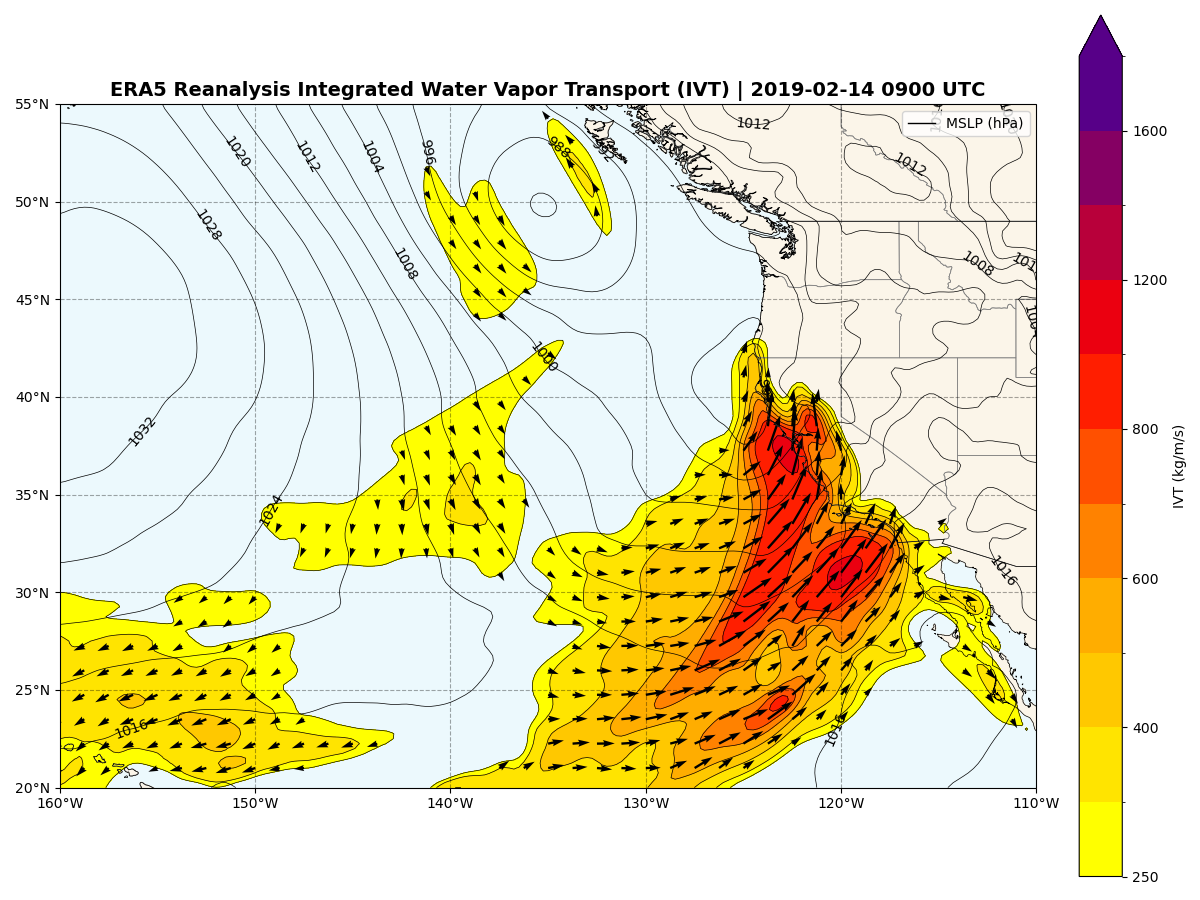 ERA5 Reanalysis Integrated Water Vapor Transport (IVT) | 2019-02-14 0900 UTC
MSLP (hPa)
55°N
50°N
45°N
40°N
35°N
30°N
25°N
20°N
160°W
150°W
140°W
130°W
120°W
110°W
1020
1012
1004
996
988
992
1012
1012
1028
1008
1008
1000
1032
1024
1016
1016
1016
1600
1200
800
600
400
250
IVT (kg/m/s)